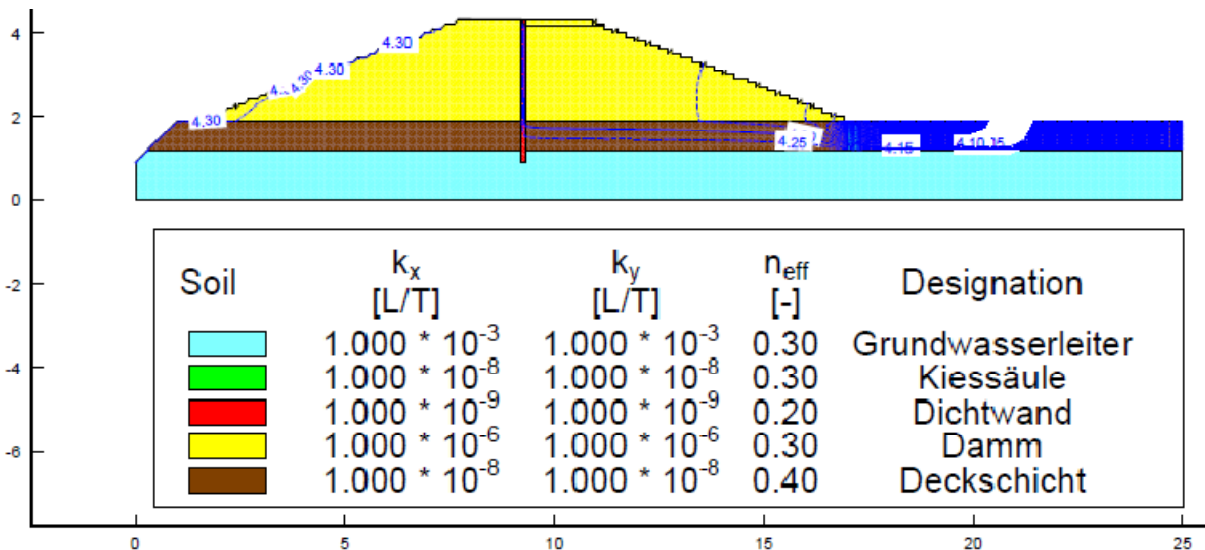 4
4.30
4.30
4.30
4.30
2
4.25
4.15
4.10
0
Soil kx [L/T] ky [L/T] neff [-] Designation
1.000 * 10-3 1.000 * 10-3 0.30 Grundwasserleiter
-2
1.000 * 10-8 1.000 * 10-8 0.30 Kiessäule
-4
1.000 * 10-9 1.000 * 10-9 0.20 Dichtwand
1.000 * 10-6 1.000 * 10-6 0.30 Damm
-6
1.000 * 10-8 1.000 * 10-8 0.40 Deckschicht
0 5 10 15 20 25